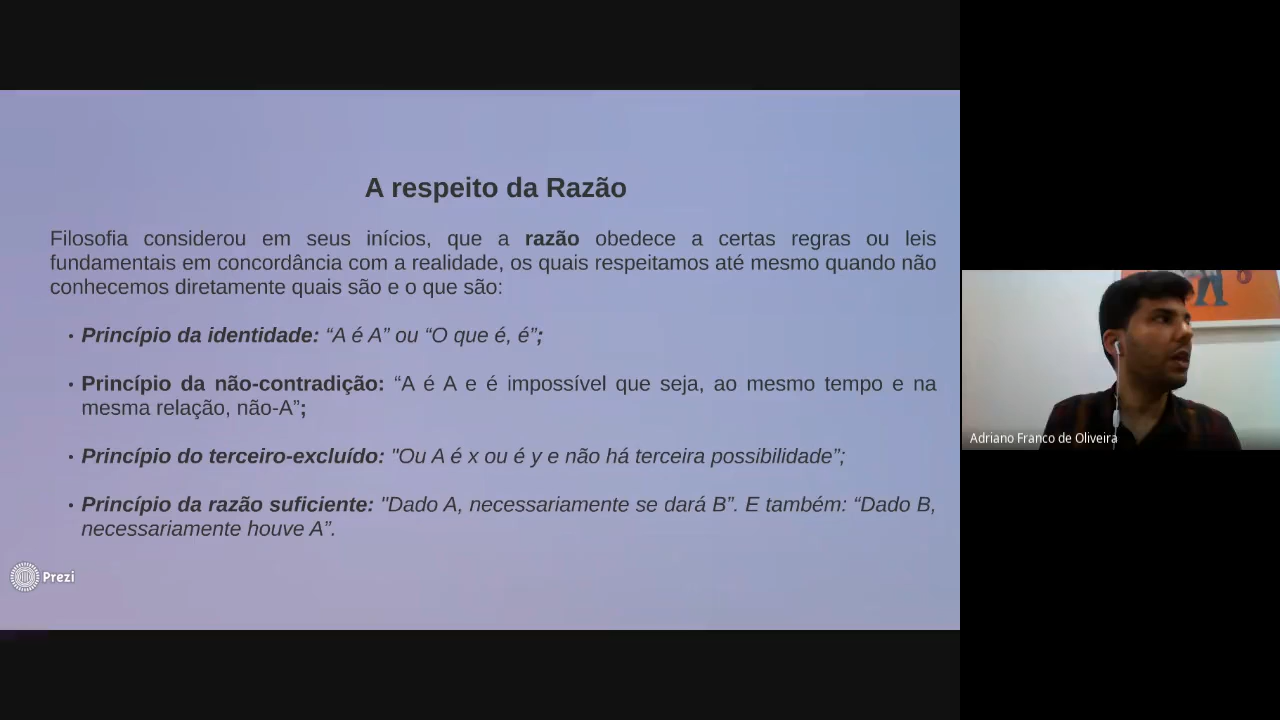 A respeito da Razão
Filosofia considerou em seus inícios, que a razão obedece a certas regras ou leis
fundamentais em concordância com a realidade, os quais respeitamos até mesmo quando não
conhecemos diretamente quais são e o que são:
• Princípio da identidade: “A é A” ou “O que é, é”;
• Princípio da não-contradição: “A é A e é impossível que seja, ao mesmo tempo e na
mesma relação, não-A”;
• Princípio do terceiro-excluído: "Ou A é x ou é y e não há terceira possibilidade”;
• Princípio da razão suficiente: "Dado A, necessariamente se dará B”. E também: “Dado B,
necessariamente houve A”.
Prezi
Adriano Franco de Oliveira